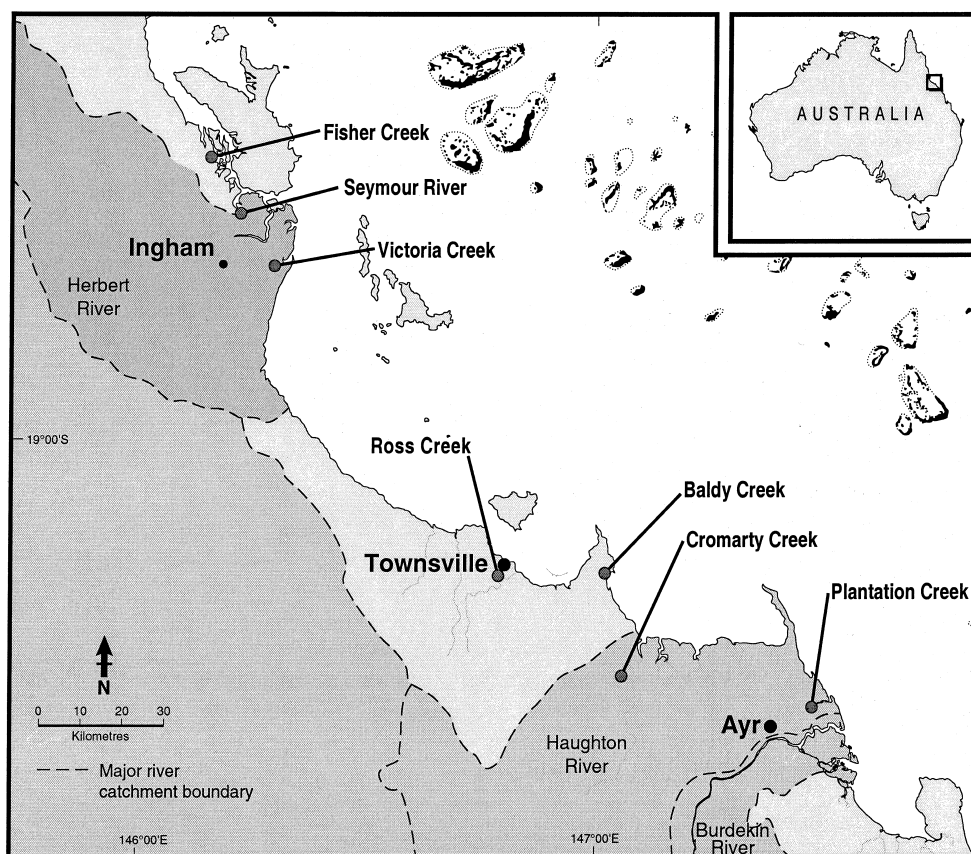 AUSTRALIA
Fisher Creek
Seymour River
Ingham
Victoria Creek
Herbert
River
19°00'S
Ross Creek
Baldy Creek
Cromarty Creek
Townsville
Plantation Creek
N
0 10 20 30
Kilometres
Ayr
Haughton
River
Major river
catchment boundary
146°00'E
147°00'E
Burdekin
River